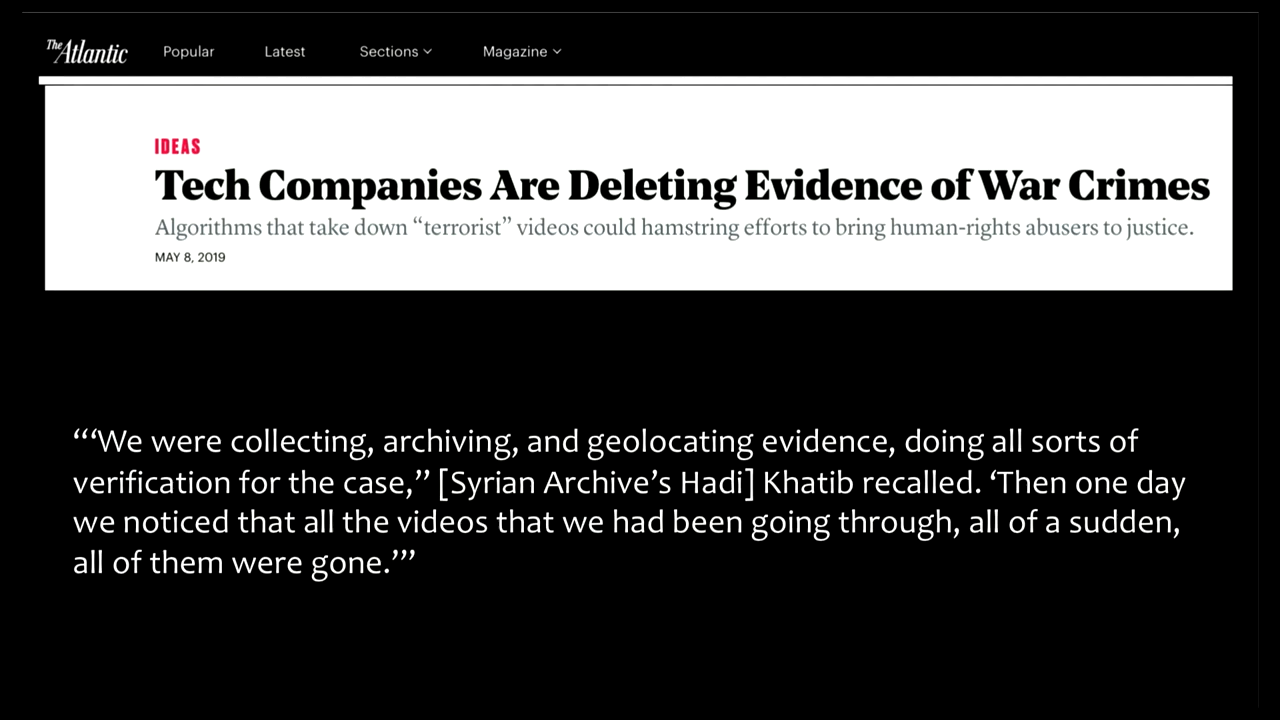 The Atlantic Popular Latest Sections Magazine
IDEAS
Tech Companies Are Deleting Evidence of War Crimes
Algorithms that take down “terrorist” videos could hamstring efforts to bring human-rights abusers to justice.
MAY 8, 2019
“‘We were collecting, archiving, and geolocating evidence, doing all sorts of
verification for the case,” [Syrian Archive’s Hadi] Khatib recalled. ‘Then one day
we noticed that all the videos that we had been going through, all of a sudden,
all of them were gone.’”